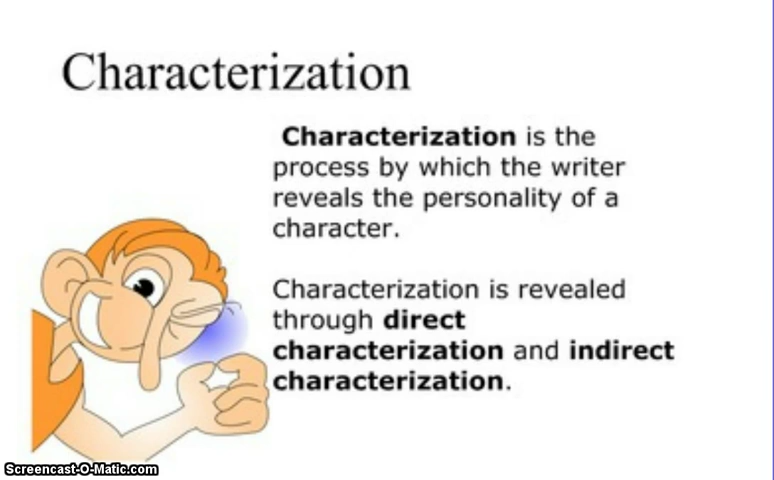 Characterization
Characterization is the
process by which the writer
reveals the personality of a
character.
Characterization is revealed
through direct
characterization and indirect
characterization.
Screencast-O-Matic.com